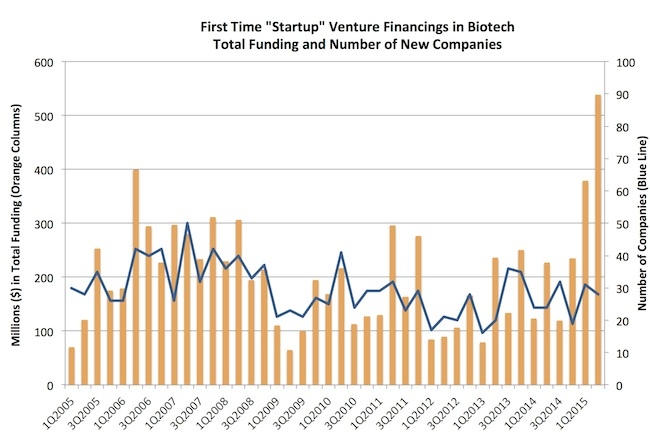 First Time "Startup" Venture Financings in Biotech
Total Funding and Number of New Companies
Millions ($) in Total Funding (Orange Columns)
600
500
400
300
200
100
0
100
90
80
70
60
50
40
30
20
10
0
Number of Companies (Blue Line)
1Q2005
3Q2005
1Q2006
3Q2006
1Q2007
3Q2007
1Q2008
3Q2008
1Q2009
3Q2009
1Q2010
3Q2010
1Q2011
3Q2011
1Q2012
3Q2012
1Q2013
3Q2013
1Q2014
3Q2014
1Q2015